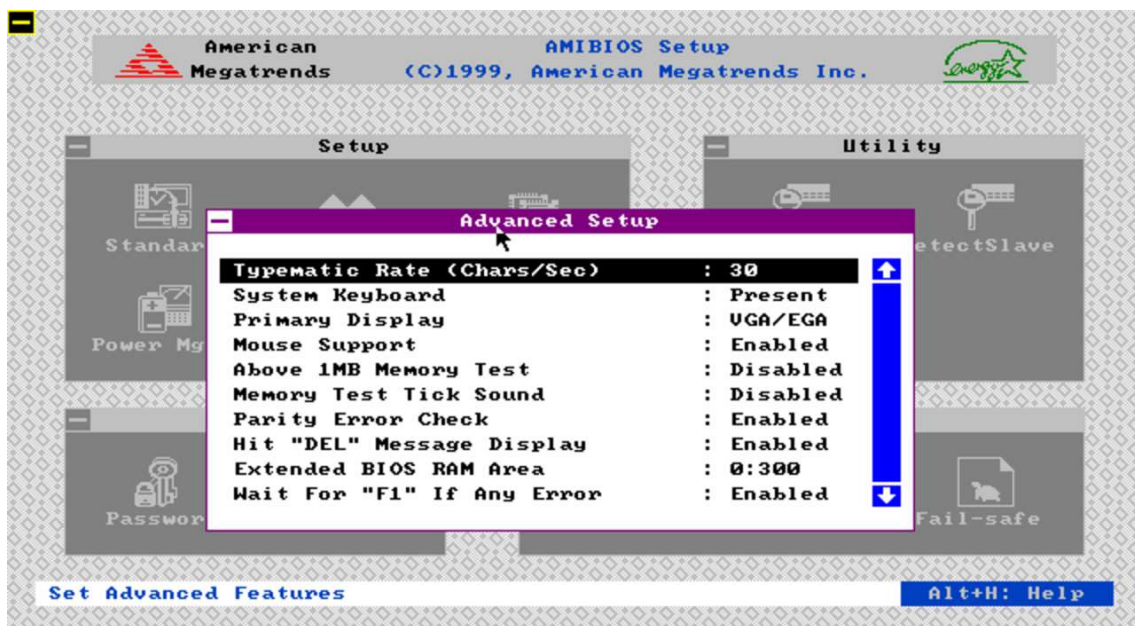 American Megatrends
AMIBIOS Setup
(C)1999, American Megatrends Inc.
energy
Setup
Utility
Standar
etectSlave
Power Mg
Advanced Setup
Typematic Rate (Chars/Sec) : 30
System Keyboard : Present
Primary Display : VGA/EGA
Mouse Support : Enabled
Above 1MB Memory Test : Disabled
Memory Test Tick Sound : Disabled
Parity Error Check : Enabled
Hit "DEL" Message Display : Enabled
Extended BIOS RAM Area : 0:300
Wait For "F1" If Any Error : Enabled
Passwor
Fail-safe
Set Advanced Features
Alt+H: Help